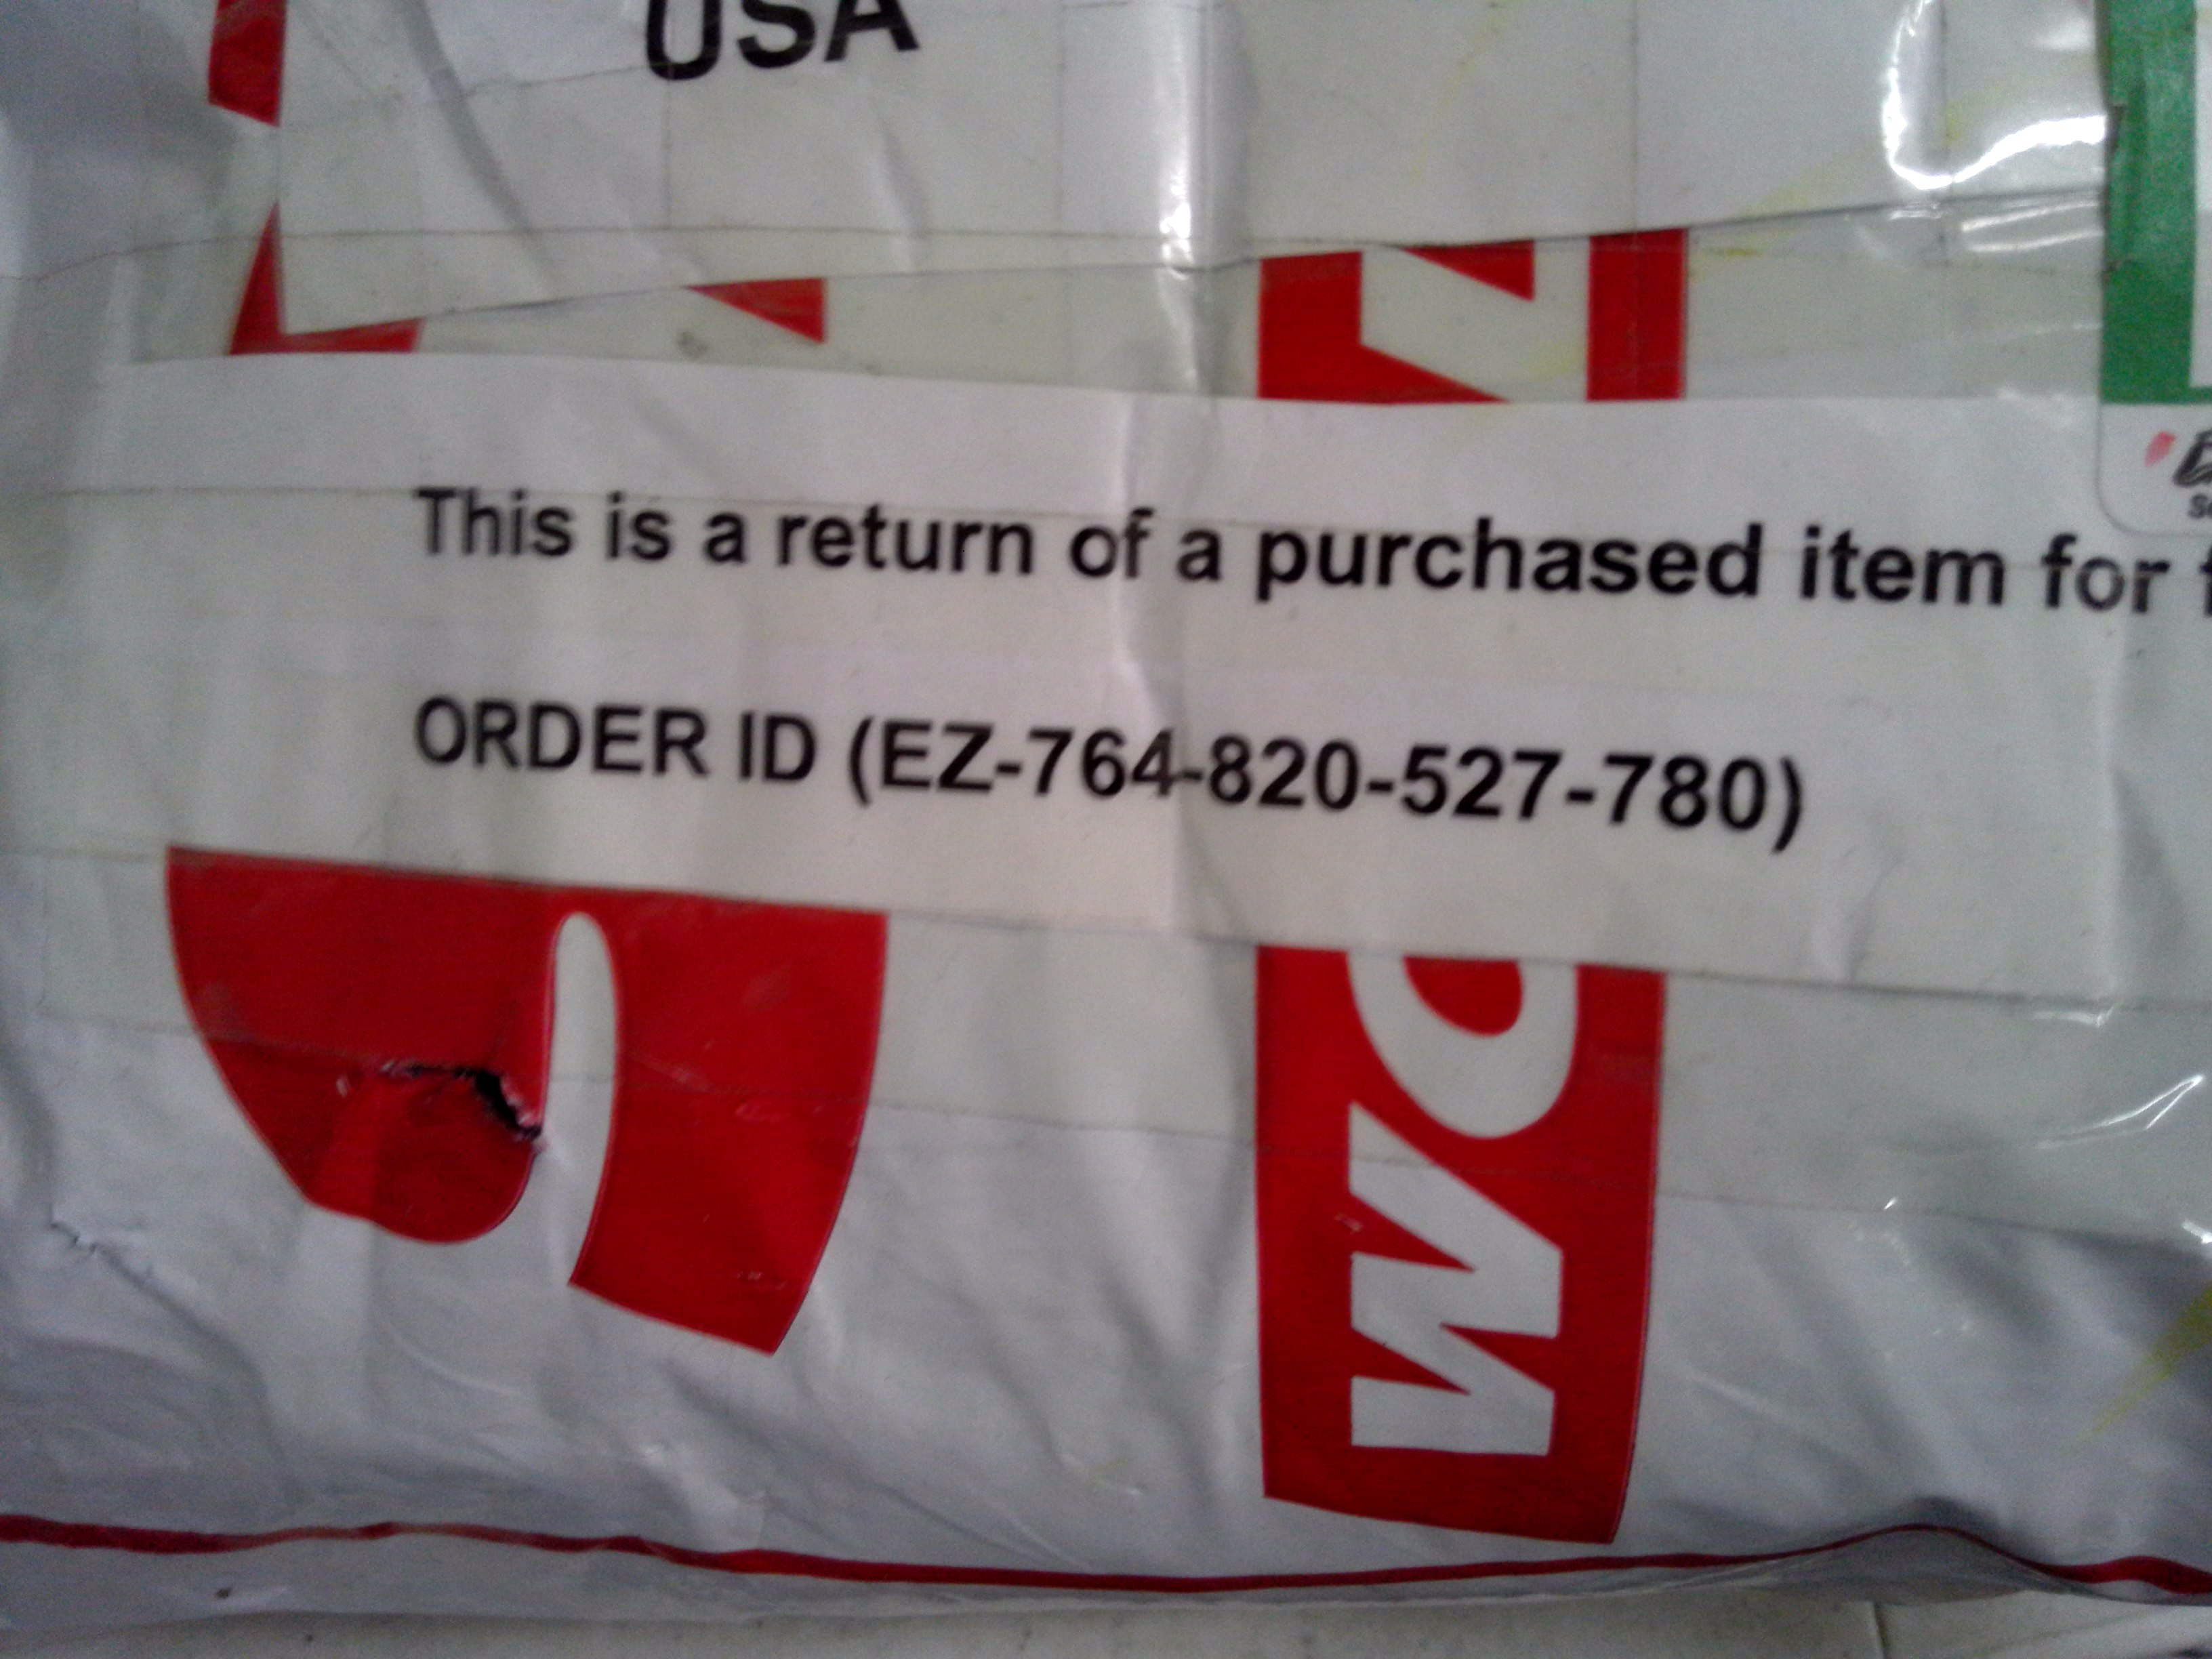 USA
This is a return of a purchased item for
ORDER ID (EZ-764-820-527-780)